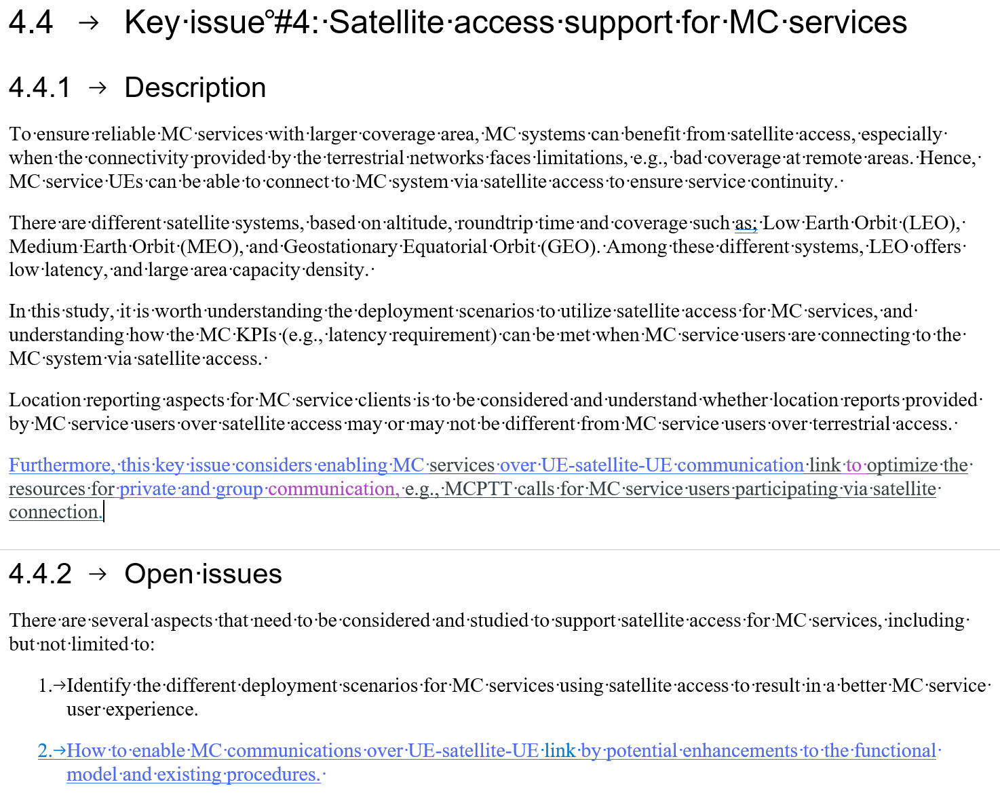 4.4 → Key issue #4: Satellite access support for MC services
4.4.1 → Description
To ensure reliable MC services with larger coverage area, MC systems can benefit from satellite access, especially
when the connectivity provided by the terrestrial networks faces limitations, e.g., bad coverage at remote areas. Hence,
MC service UEs can be able to connect to MC system via satellite access to ensure service continuity.
There are different satellite systems, based on altitude, roundtrip time and coverage such as; Low Earth Orbit (LEO),
Medium Earth Orbit (MEO), and Geostationary Equatorial Orbit (GEO). Among these different systems, LEO offers
low latency, and large area capacity density.
In this study, it is worth understanding the deployment scenarios to utilize satellite access for MC services, and
understanding how the MC KPIs (e.g., latency requirement) can be met when MC service users are connecting to the
MC system via satellite access.
Location reporting aspects for MC service clients is to be considered and understand whether location reports provided
by MC service users over satellite access may or may not be different from MC service users over terrestrial access.
Furthermore, this key issue considers enabling MC services over UE-satellite-UE communication link to optimize the
resources for private and group communication, e.g., MCPTT calls for MC service users participating via satellite
connection.
4.4.2 → Open issues
There are several aspects that need to be considered and studied to support satellite access for MC services, including
but not limited to:
1.→Identify the different deployment scenarios for MC services using satellite access to result in a better MC service
user experience.
2.→How to enable MC communications over UE-satellite-UE link by potential enhancements to the functional
model and existing procedures.